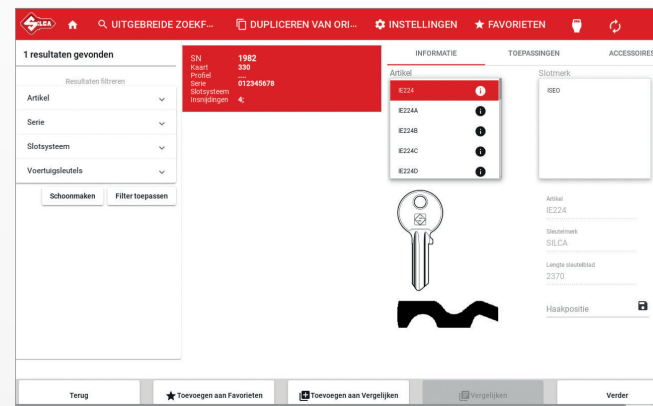 SILCA
UITGEBREIDE ZOEKF...
DUPLICEREN VAN ORI...
INSTELLINGEN
FAVORIETEN
1 resultaten gevonden
Resultaten filtreren
Artikel
Serie
Slotsysteem
Voertuigsleutels
Schoonmaken
Filter toepassen
SN 1982
Kaart 330
Profiel ....
Serie 012345678
Slotsysteem
Insnijdingen 4;
INFORMATIE
TOEPASSINGEN
ACCESSOIRES
Artikel
IE224
IE224A
IE224B
IE224C
IE224D
Slotmerk
ISEO
Artikel
IE224
Sleutelmerk
SILCA
Lengte sleutelblad
2370
Haakpositie
Terug
Toevoegen aan Favorieten
Toevoegen aan Vergelijken
Vergelijken
Verder